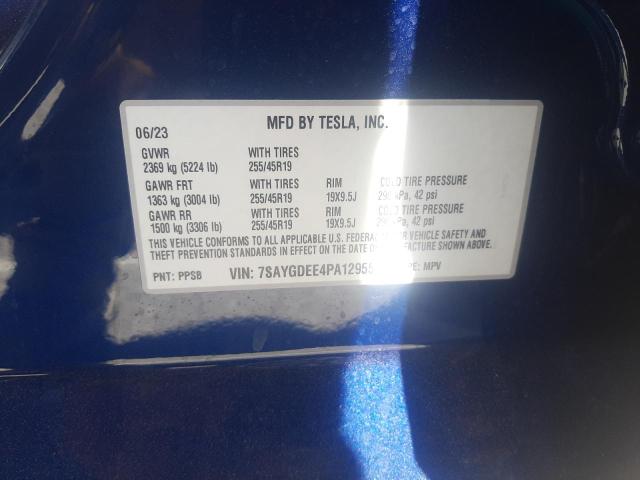 06/23 MFD BY TESLA, INC.
GVWR WITH TIRES
2369 kg (5224 lb) 255/45R19
GAWR FRT WITH TIRES RIM COLD TIRE PRESSURE
1363 kg (3004 lb) 255/45R19 19X9.5J 290 kPa, 42 psi
GAWR RR WITH TIRES RIM COLD TIRE PRESSURE
1500 kg (3306 lb) 255/45R19 19X9.5J 42 psi
THIS VEHICLE CONFORMS TO ALL APPLICABLE U.S. FEDERAL MOTOR VEHICLE SAFETY AND
THEFT PREVENTION STANDARDS IN EFFECT ON THE DATE OF MANUFACTURE SHOWN ABOVE.
PNT: PPSB VIN: MPV